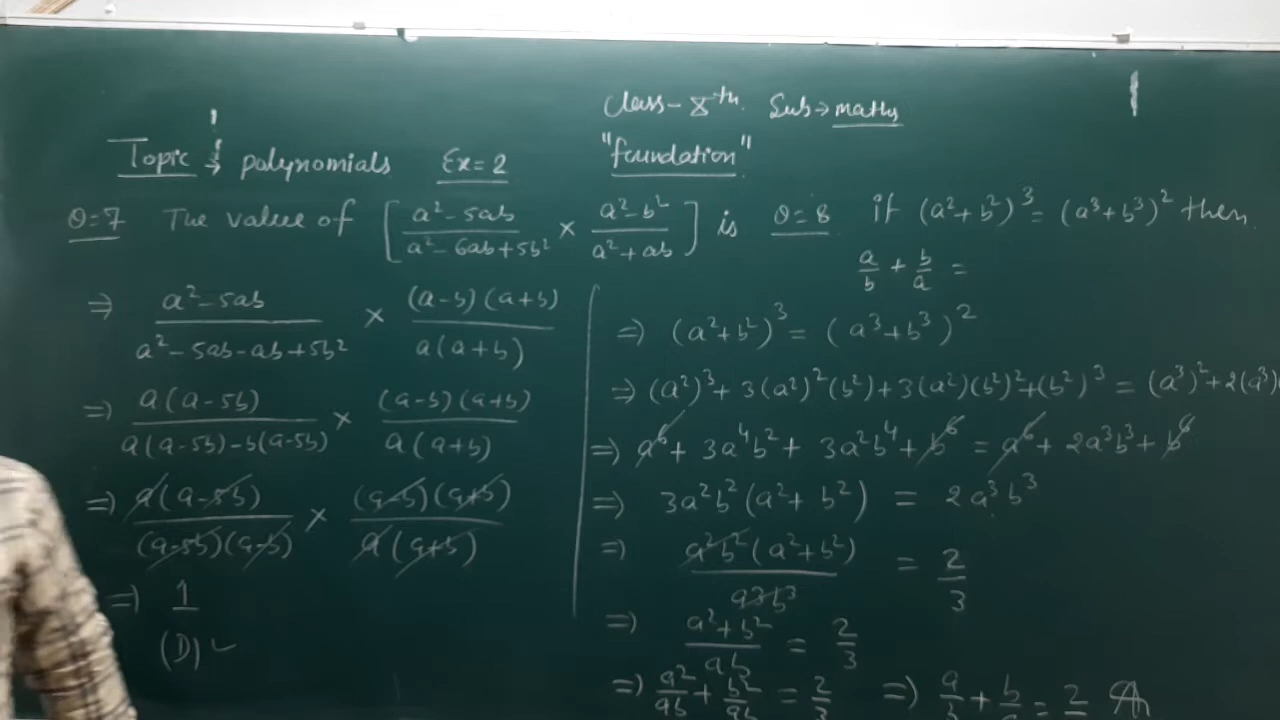 Class - Xth. Sub → maths
Topic → polynomials Ex = 2 "foundation"
Q=7 The value of [ (a² - 5ab)/(a² - 6ab + 5b²) × (a² - b²)/(a² + ab) ] is
⇒ (a² - 5ab)/(a² - 5ab - ab + 5b²) × ((a-b)(a+b))/(a(a+b))
⇒ (a(a-5b))/(a(a-5b)-b(a-5b)) × ((a-b)(a+b))/(a(a+b))
⇒ (a(a-5b))/((a-5b)(a-b)) × ((a-b)(a+b))/(a(a+b))
⇒ 1
(D) ✓
Q=8 if (a²+b²)³ = (a³+b³)² then
a/b + b/a =
⇒ (a²+b²)³ = (a³+b³)²
⇒ (a²)³ + 3(a²)²(b²) + 3(a²)(b²)² + (b²)³ = (a³)² + 2(a³)
⇒ a⁶ + 3a⁴b² + 3a²b⁴ + b⁶ = a⁶ + 2a³b³ + b⁶
⇒ 3a²b²(a² + b²) = 2a³b³
⇒ (a²b²(a²+b²))/(a³b³) = 2/3
⇒ (a²+b²)/(ab) = 2/3
⇒ a²/ab + b²/ab = 2/3 ⇒ a/b + b/a = 2